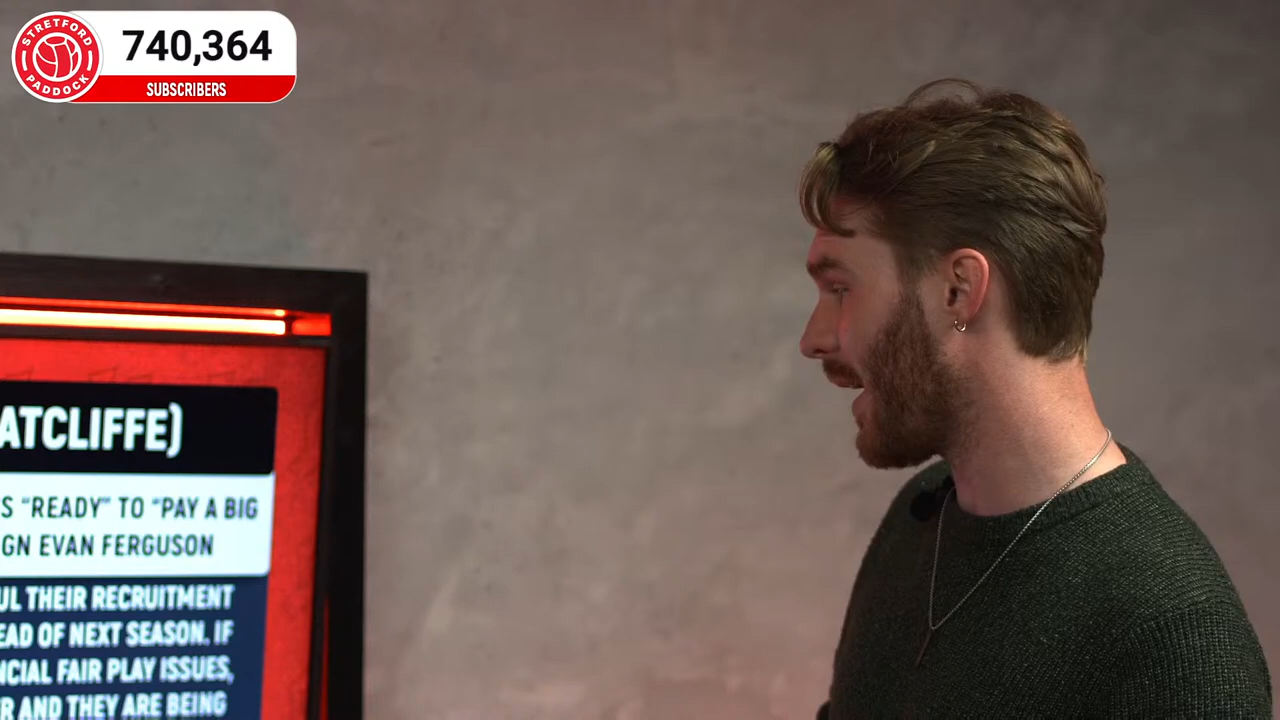 STRETFORD
PADDOCK
740,364
SUBSCRIBERS
ATCLIFFE)
S “READY” TO “PAY A BIG
GN EVAN FERGUSON
UL THEIR RECRUITMENT
EAD OF NEXT SEASON. IF
NCIAL FAIR PLAY ISSUES,
R AND THEY ARE BEING